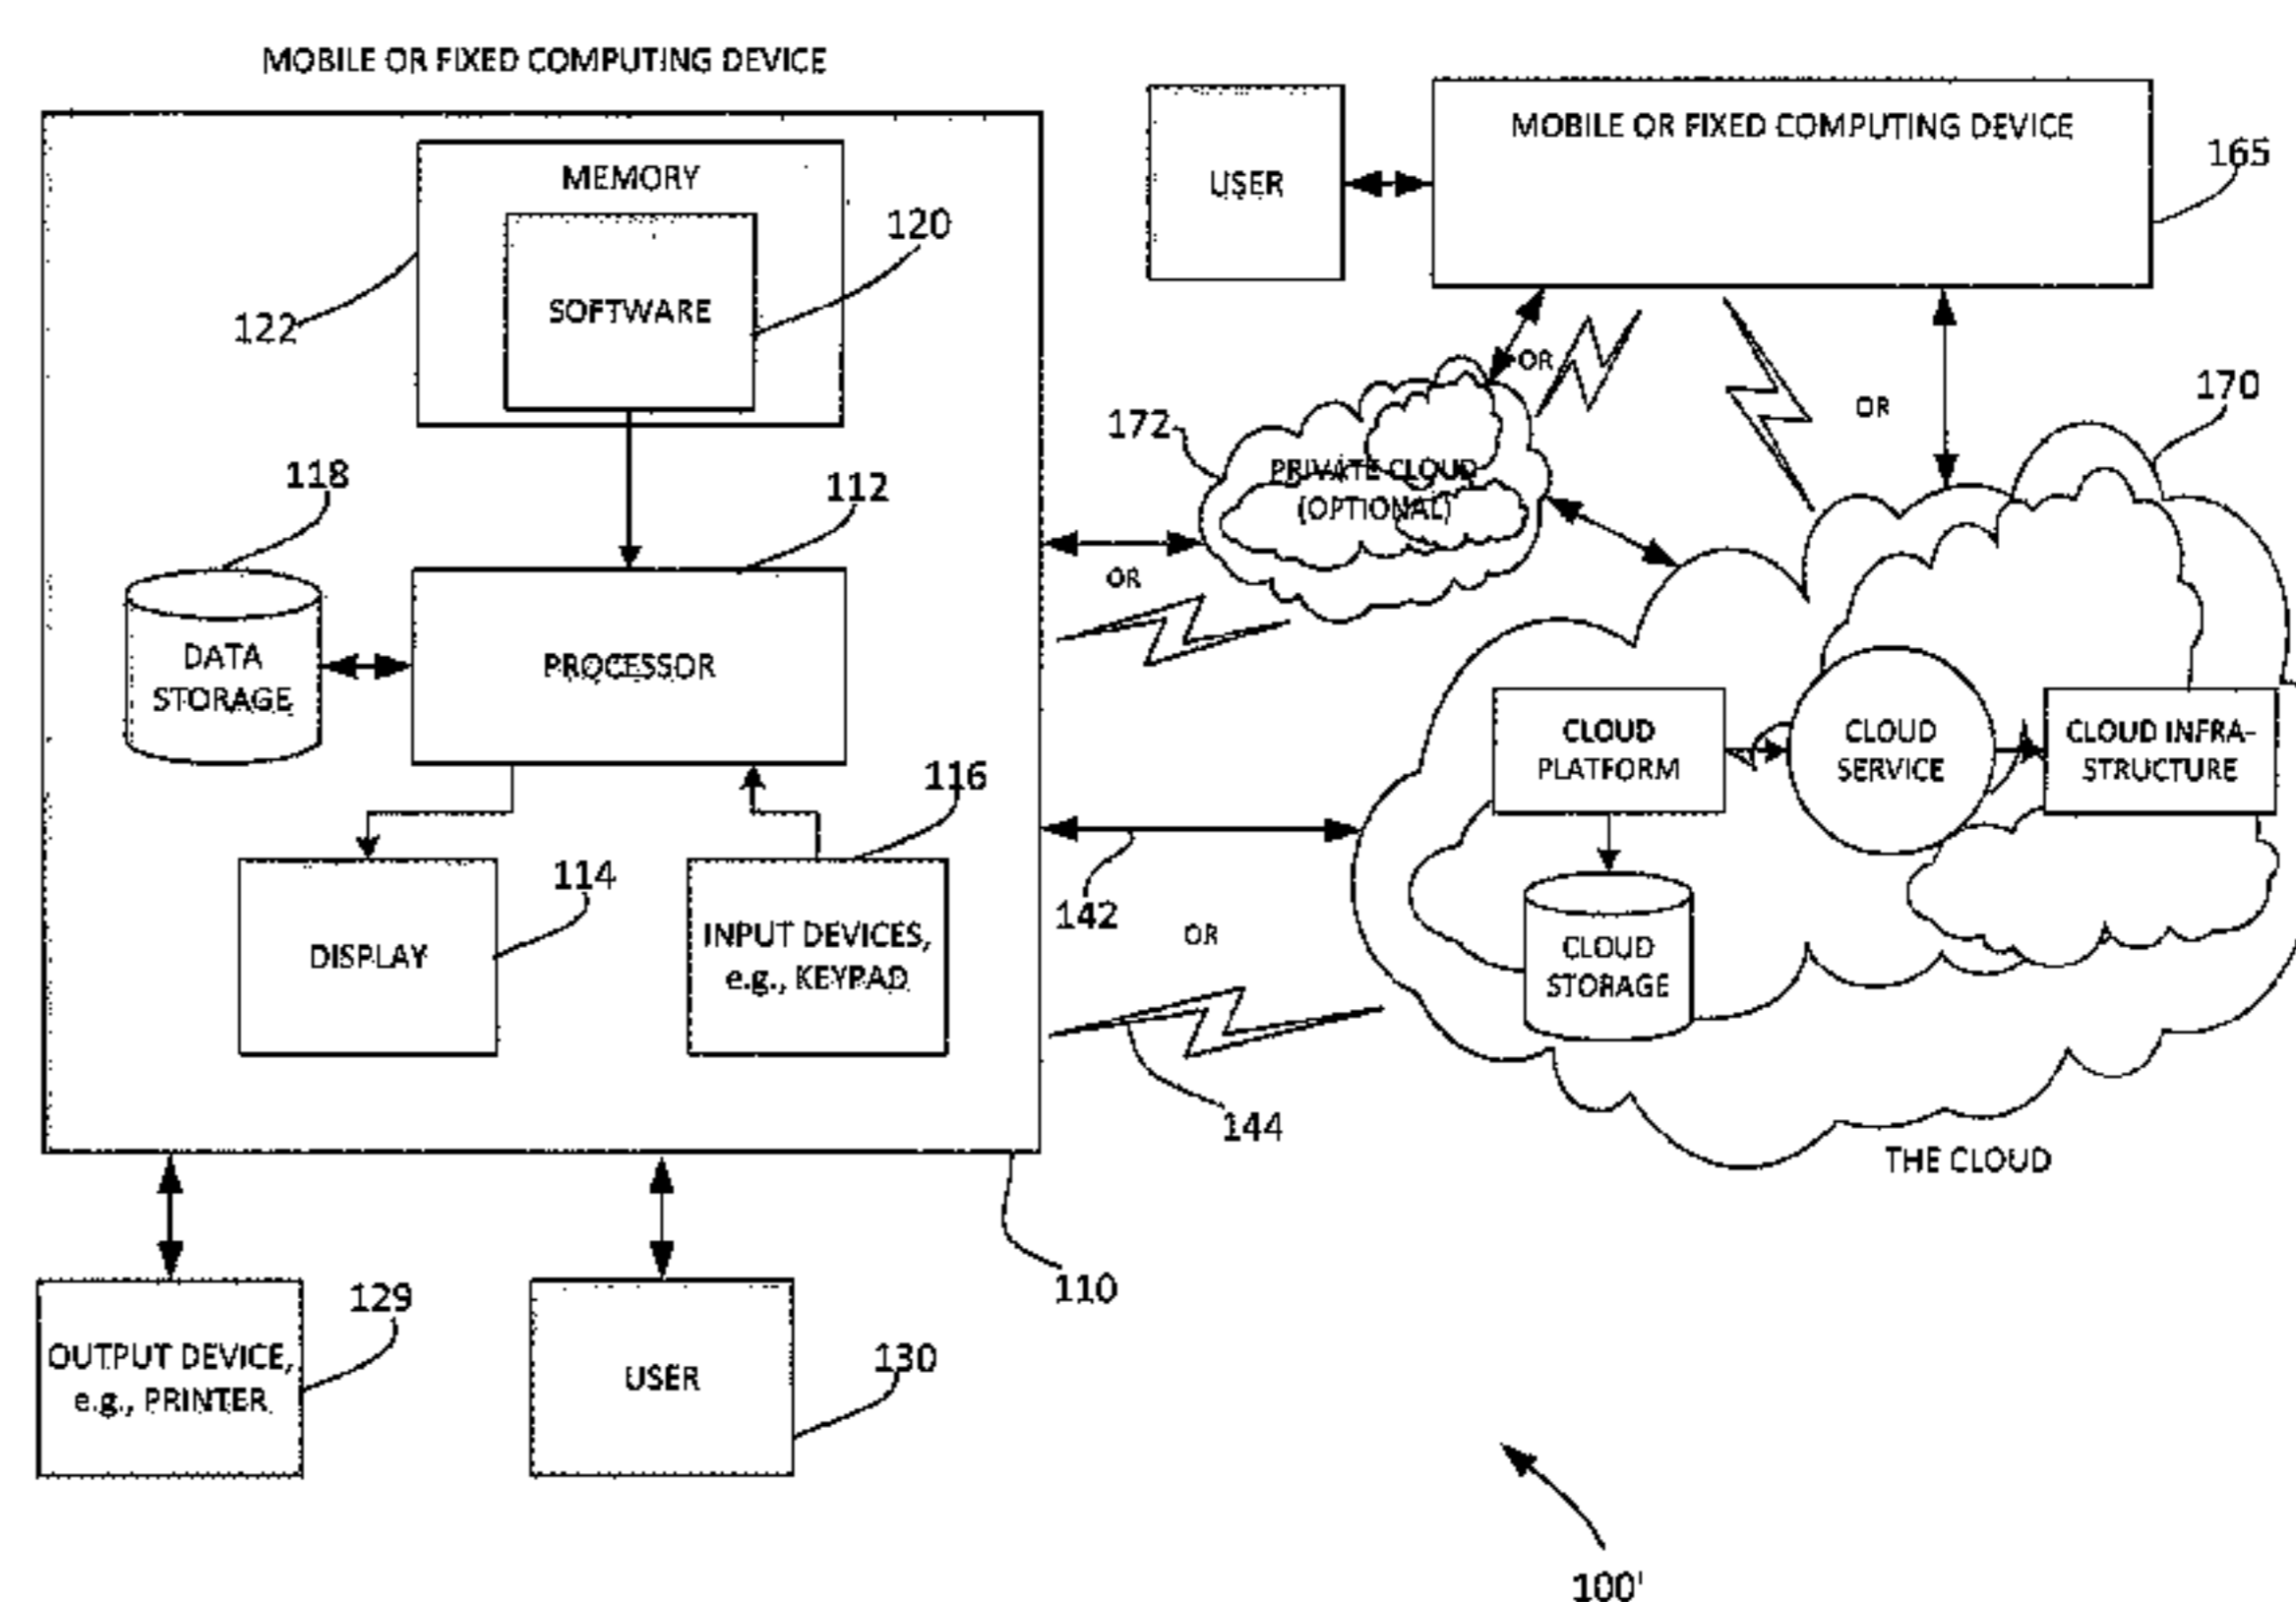 MOBILE OR FIXED COMPUTING DEVICE
MEMORY
SOFTWARE
120
122
118
112
DATA
STORAGE
PROCESSOR
116
114
DISPLAY
INPUT DEVICES,
e.g., KEYPAD
110
129
OUTPUT DEVICE,
e.g., PRINTER
USER
130
USER
MOBILE OR FIXED COMPUTING DEVICE
165
OR
OR
170
172
PRIVATE CLOUD
(OPTIONAL)
OR
CLOUD
PLATFORM
CLOUD
SERVICE
CLOUD INFRA-
STRUCTURE
142
OR
CLOUD
STORAGE
144
THE CLOUD
100'